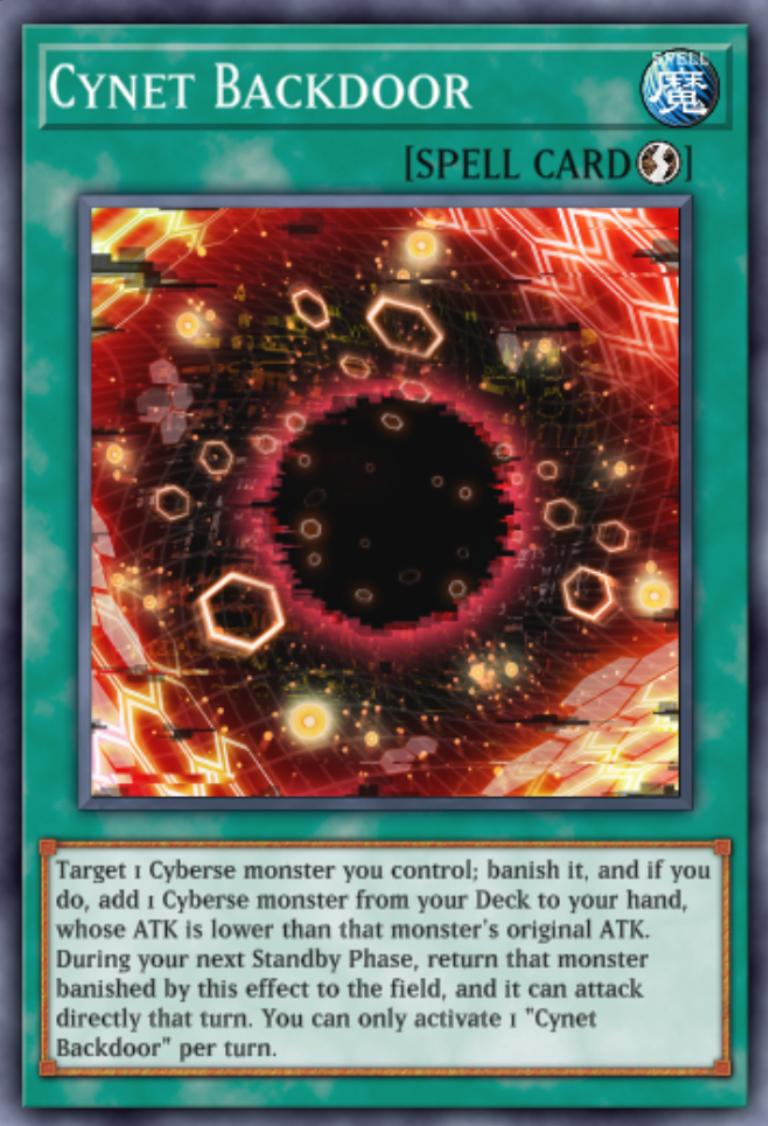 Cynet Backdoor
SPELL
魔
[SPELL CARD]
Target 1 Cyberse monster you control; banish it, and if you
do, add 1 Cyberse monster from your Deck to your hand,
whose ATK is lower than that monster's original ATK.
During your next Standby Phase, return that monster
banished by this effect to the field, and it can attack
directly that turn. You can only activate 1 "Cynet
Backdoor" per turn.